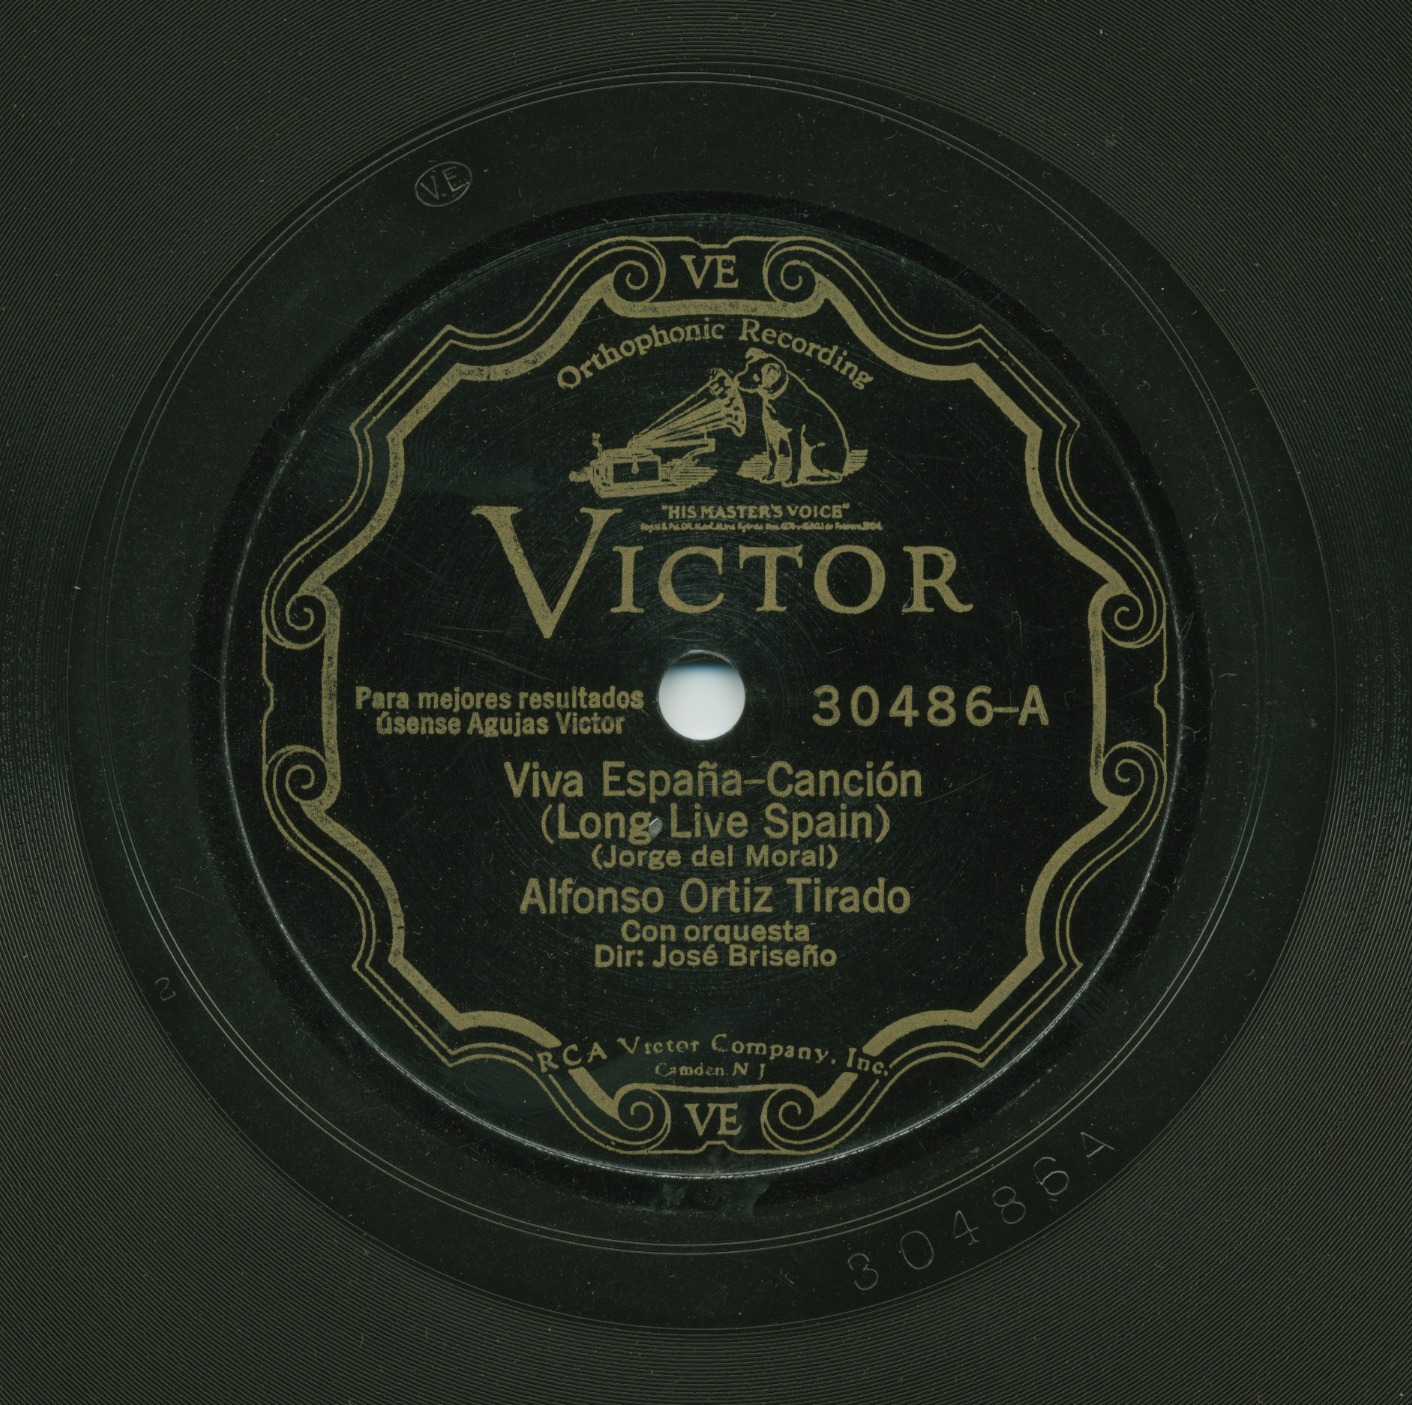 V.E
VE
Orthophonic Recording
"HIS MASTER'S VOICE"
VICTOR
Para mejores resultados
úsense Agujas Victor
30486-A
Viva España-Canción
(Long Live Spain)
(Jorge del Moral)
Alfonso Ortiz Tirado
Con orquesta
Dir: José Briseño
2
RCA Victor Company, Inc.
Camden, N J
VE
30486A